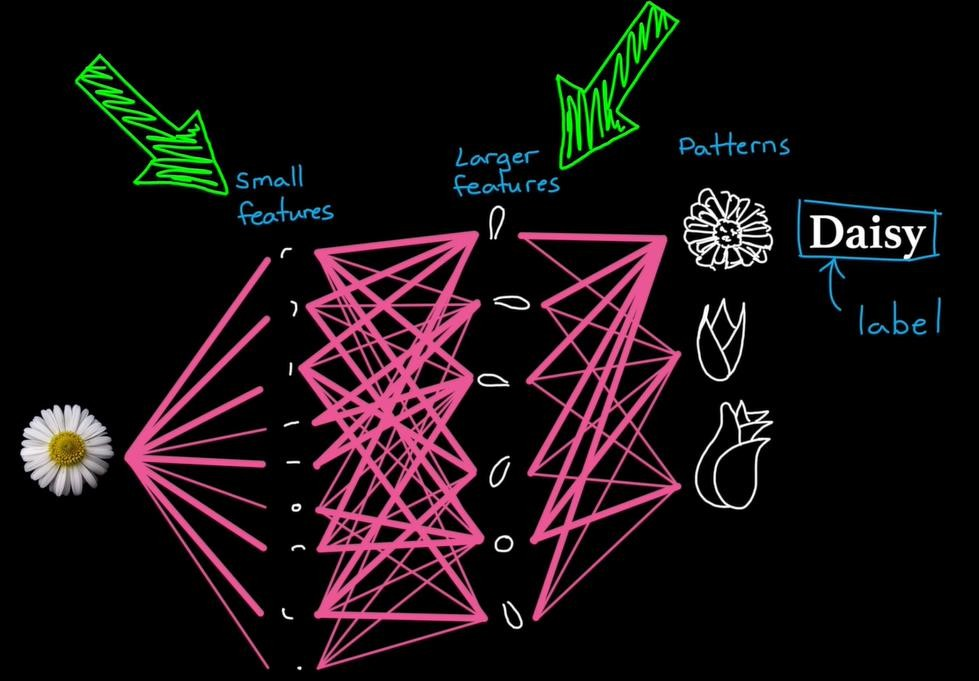 Small
features
Larger
features
Patterns
Daisy
label